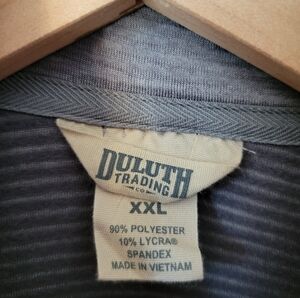 DULUTH
TRADING
CO
XXL
90% POLYESTER
10% LYCRA®
SPANDEX
MADE IN VIETNAM